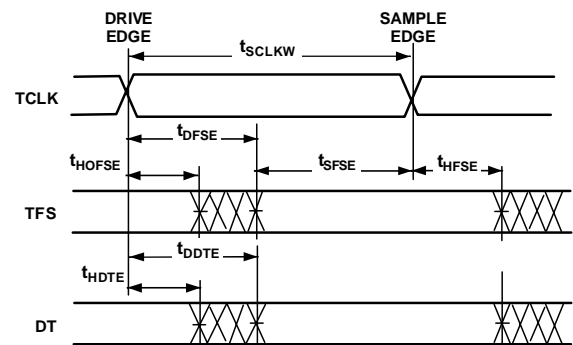 DRIVE EDGE
SAMPLE EDGE
tSCLKW
TCLK
tDFSE
tHOFSE
tSFSE
tHFSE
TFS
tDDTE
tHDTE
DT